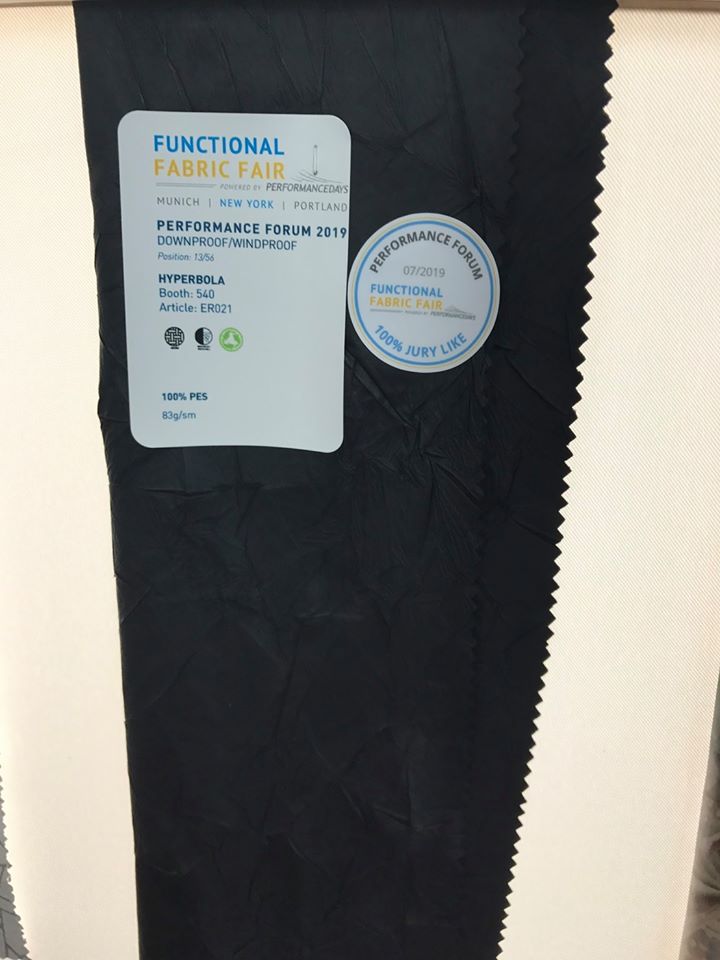 FUNCTIONAL
FABRIC FAIR
POWERED BY PERFORMANCEDAYS
MUNICH | NEW YORK | PORTLAND
PERFORMANCE FORUM 2019
DOWNPROOF/WINDPROOF
Position: 13/56
HYPERBOLA
Booth: 540
Article: ER021
100% PES
83g/sm
PERFORMANCE FORUM
07/2019
FUNCTIONAL
FABRIC FAIR
POWERED BY PERFORMANCEDAYS
100% JURY LIKE